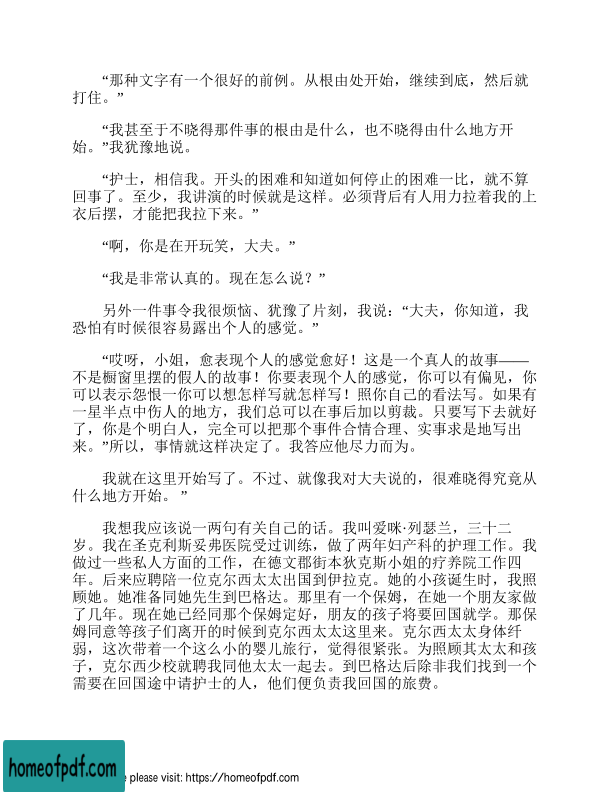 “那种文字有一个很好的前例。从根由处开始，继续到底，然后就
打住。”
“我甚至于不晓得那件事的根由是什么，也不晓得由什么地方开
始。”我犹豫地说。
“护士，相信我。开头的困难和知道如何停止的困难一比，就不算
回事了。至少，我讲演的时候就是这样。必须背后有人用力拉着我的上
衣后摆，才能把我拉下来。”
“啊，你是在开玩笑，大夫。”
“我是非常认真的。现在怎么说？”
另外一件事令我很烦恼、犹豫了片刻，我说：“大夫，你知道，我
恐怕有时候很容易露出个人的感觉。”
“哎呀，小姐，愈表现个人的感觉愈好！这是一个真人的故事——
不是橱窗里摆的假人的故事！你要表现个人的感觉，你可以有偏见，你
可以表示怨恨一你可以想怎样写就怎样写！照你自己的看法写。如果有
一星半点中伤人的地方，我们总可以在事后加以剪裁。只要写下去就好
了，你是个明白人，完全可以把那个事件合情合理、实事求是地写出
来。”所以，事情就这样决定了。我答应他尽力而为。
我就在这里开始写了。不过、就像我对大夫说的，很难晓得究竟从
什么地方开始。 ”
我想我应该说一两句有关自己的话。我叫爱咪·列瑟兰，三十二
岁。我在圣克利斯妥弗医院受过训练，做了两年妇产科的护理工作。我
做过一些私人方面的工作，在德文郡街本狄克斯小姐的疗养院工作四
年。后来应聘陪一位克尔西太太出国到伊拉克。她的小孩诞生时，我照
顾她。她准备同她先生到巴格达。那里有一个保姆，在她一个朋友家做
了几年。现在她已经同那个保姆定好，朋友的孩子将要回国就学。那保
姆同意等孩子们离开的时候到克尔西太太这里来。克尔西太太身体纤
弱，这次带着一个这么小的婴儿旅行，觉得很紧张。为照顾其太太和孩
子，克尔西少校就聘我同他太太一起去。到巴格达后除非我们找到一个
需要在回国途中请护士的人，他们便负责我回国的旅费。
homeofpdf.com
e please visit: https://homeofpdf.com